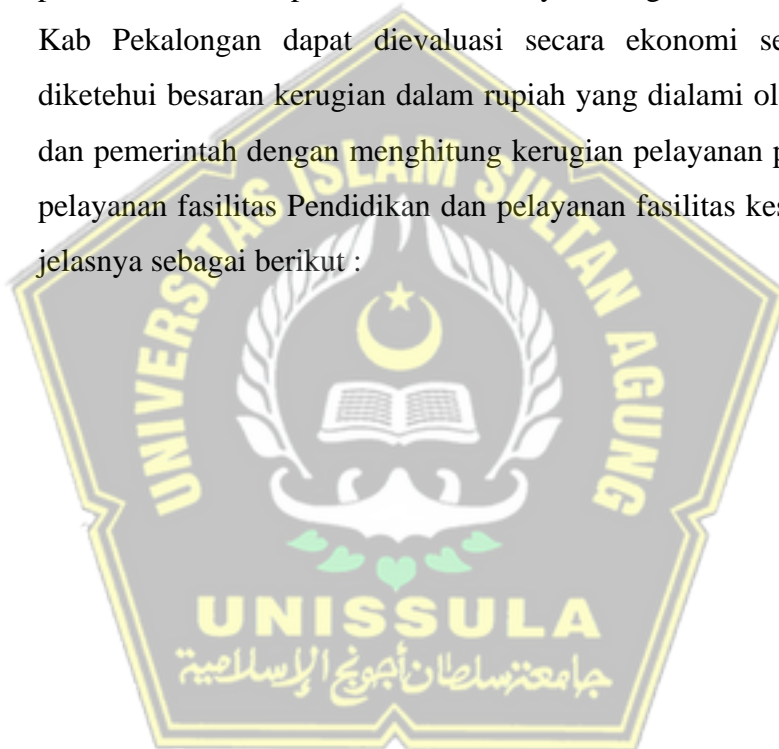 Kab Pekalongan dapat dievaluasi secara ekonomi se
diketehui besaran kerugian dalam rupiah yang dialami ol
dan pemerintah dengan menghitung kerugian pelayanan p
pelayanan fasilitas Pendidikan dan pelayanan fasilitas kes
jelasnya sebagai berikut :
UNIVERSITAS ISLAM SULTAN AGUNG
UNISSULA
جامعترسلطان أجونج الإسلامية